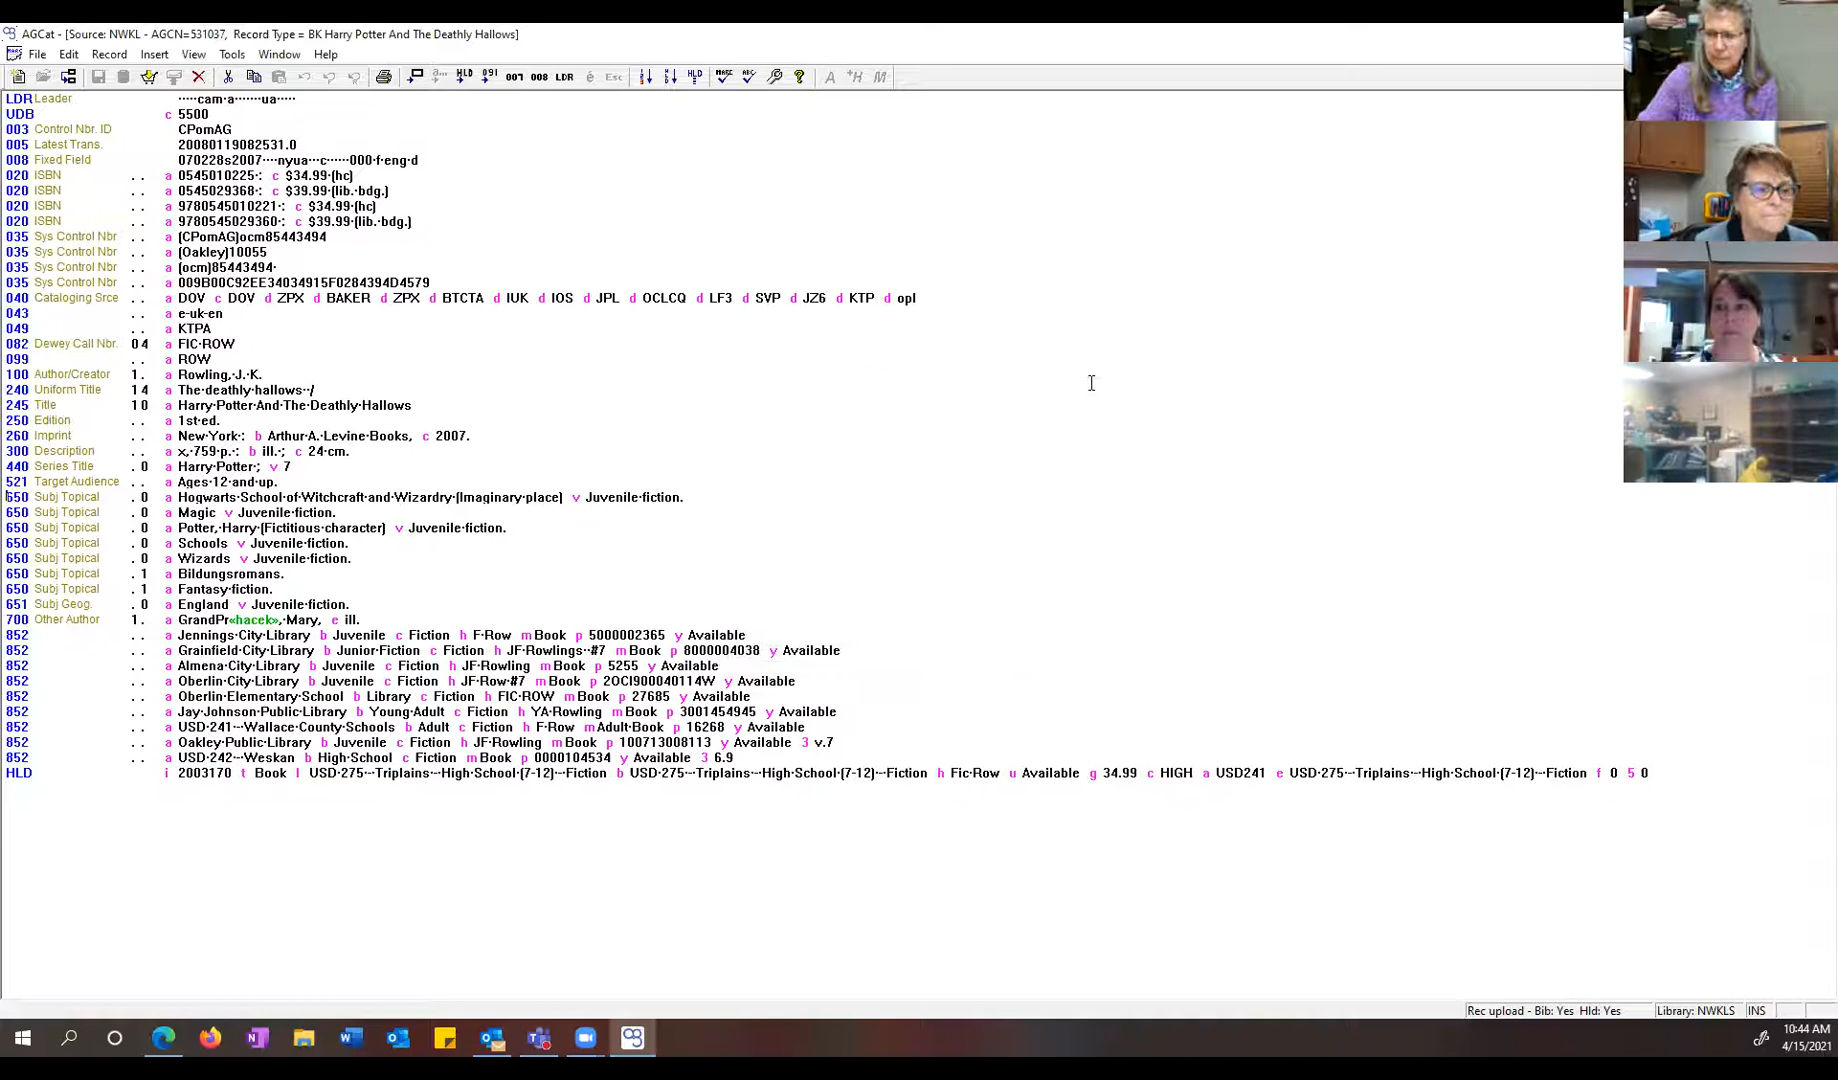 AGCat - [Source: NWKL - AGCN=531037, Record Type = BK Harry Potter And The Deathly Hallows]
File Edit Record Insert View Tools Window Help
HLD 091 007 008 LDR é Esc HLD MARC ABC A +H M
LDR Leader ·····cam·a·······ua·····
UDB c 5500
003 Control Nbr. ID CPomAG
005 Latest Trans. 20080119082531.0
008 Fixed Field 070228s2007····nyua···c······000·f·eng·d
020 ISBN . . a 0545010225·: c $34.99·(hc)
020 ISBN . . a 0545029368·: c $39.99·(lib.·bdg.)
020 ISBN . . a 9780545010221·: c $34.99·(hc)
020 ISBN . . a 9780545029360·: c $39.99·(lib.·bdg.)
035 Sys Control Nbr . . a (CPomAG)ocm85443494
035 Sys Control Nbr . . a (Oakley)10055
035 Sys Control Nbr . . a (ocm)85443494·
035 Sys Control Nbr . . a 009B00C92EE34034915F0284394D4579
040 Cataloging Srce . . a DOV c DOV d ZPX d BAKER d ZPX d BTCTA d IUK d IOS d JPL d OCLCQ d LF3 d SVP d JZ6 d KTP d opl
043 . . a e-uk-en
049 . . a KTPA
082 Dewey Call Nbr. 0 4 a FIC·ROW
099 . . a ROW
100 Author/Creator 1 . a Rowling,·J.·K.
240 Uniform Title 1 4 a The·deathly·hallows··/
245 Title 1 0 a Harry·Potter·And·The·Deathly·Hallows
250 Edition . . a 1st·ed.
260 Imprint . . a New·York·: b Arthur·A.·Levine·Books, c 2007.
300 Description . . a x,·759·p.·: b ill.·; c 24·cm.
440 Series Title . 0 a Harry·Potter·; v 7
521 Target Audience . . a Ages·12·and·up.
650 Subj Topical . 0 a Hogwarts·School·of·Witchcraft·and·Wizardry·(Imaginary·place) v Juvenile·fiction.
650 Subj Topical . 0 a Magic v Juvenile·fiction.
650 Subj Topical . 0 a Potter,·Harry·(Fictitious·character) v Juvenile·fiction.
650 Subj Topical . 0 a Schools v Juvenile·fiction.
650 Subj Topical . 0 a Wizards v Juvenile·fiction.
650 Subj Topical . 1 a Bildungsromans.
650 Subj Topical . 1 a Fantasy·fiction.
651 Subj Geog. . 0 a England v Juvenile·fiction.
700 Other Author 1 . a GrandPr«hacek»,·Mary, e ill.
852 . . a Jennings·City·Library b Juvenile c Fiction h F·Row m Book p 5000002365 y Available
852 . . a Grainfield·City·Library b Junior·Fiction c Fiction h JF·Rowlings··#7 m Book p 8000004038 y Available
852 . . a Almena·City·Library b Juvenile c Fiction h JF·Rowling m Book p 5255 y Available
852 . . a Oberlin·City·Library b Juvenile c Fiction h JF·Row·#7 m Book p 2OCI900040114W y Available
852 . . a Oberlin·Elementary·School b Library c Fiction h FIC·ROW m Book p 27685 y Available
852 . . a Jay·Johnson·Public·Library b Young·Adult c Fiction h YA·Rowling m Book p 3001454945 y Available
852 . . a USD·241·-·Wallace·County·Schools b Adult c Fiction h F·Row m Adult·Book p 16268 y Available
852 . . a Oakley·Public·Library b Juvenile c Fiction h JF·Rowling m Book p 100713008113 y Available 3 v.7
852 . . a USD·242·-·Weskan b High·School c Fiction m Book p 0000104534 y Available 3 6.9
HLD i 2003170 t Book l USD·275·-·Triplains·-·High·School·(7-12)·-·Fiction b USD·275·-·Triplains·-·High·School·(7-12)·-·Fiction h Fic·Row u Available g 34.99 c HIGH a USD241 e USD·275·-·Triplains·-·High·School·(7-12)·-·Fiction f 0 5 0
Rec upload - Bib: Yes Hld: Yes Library: NWKLS INS
10:44 AM
4/15/2021